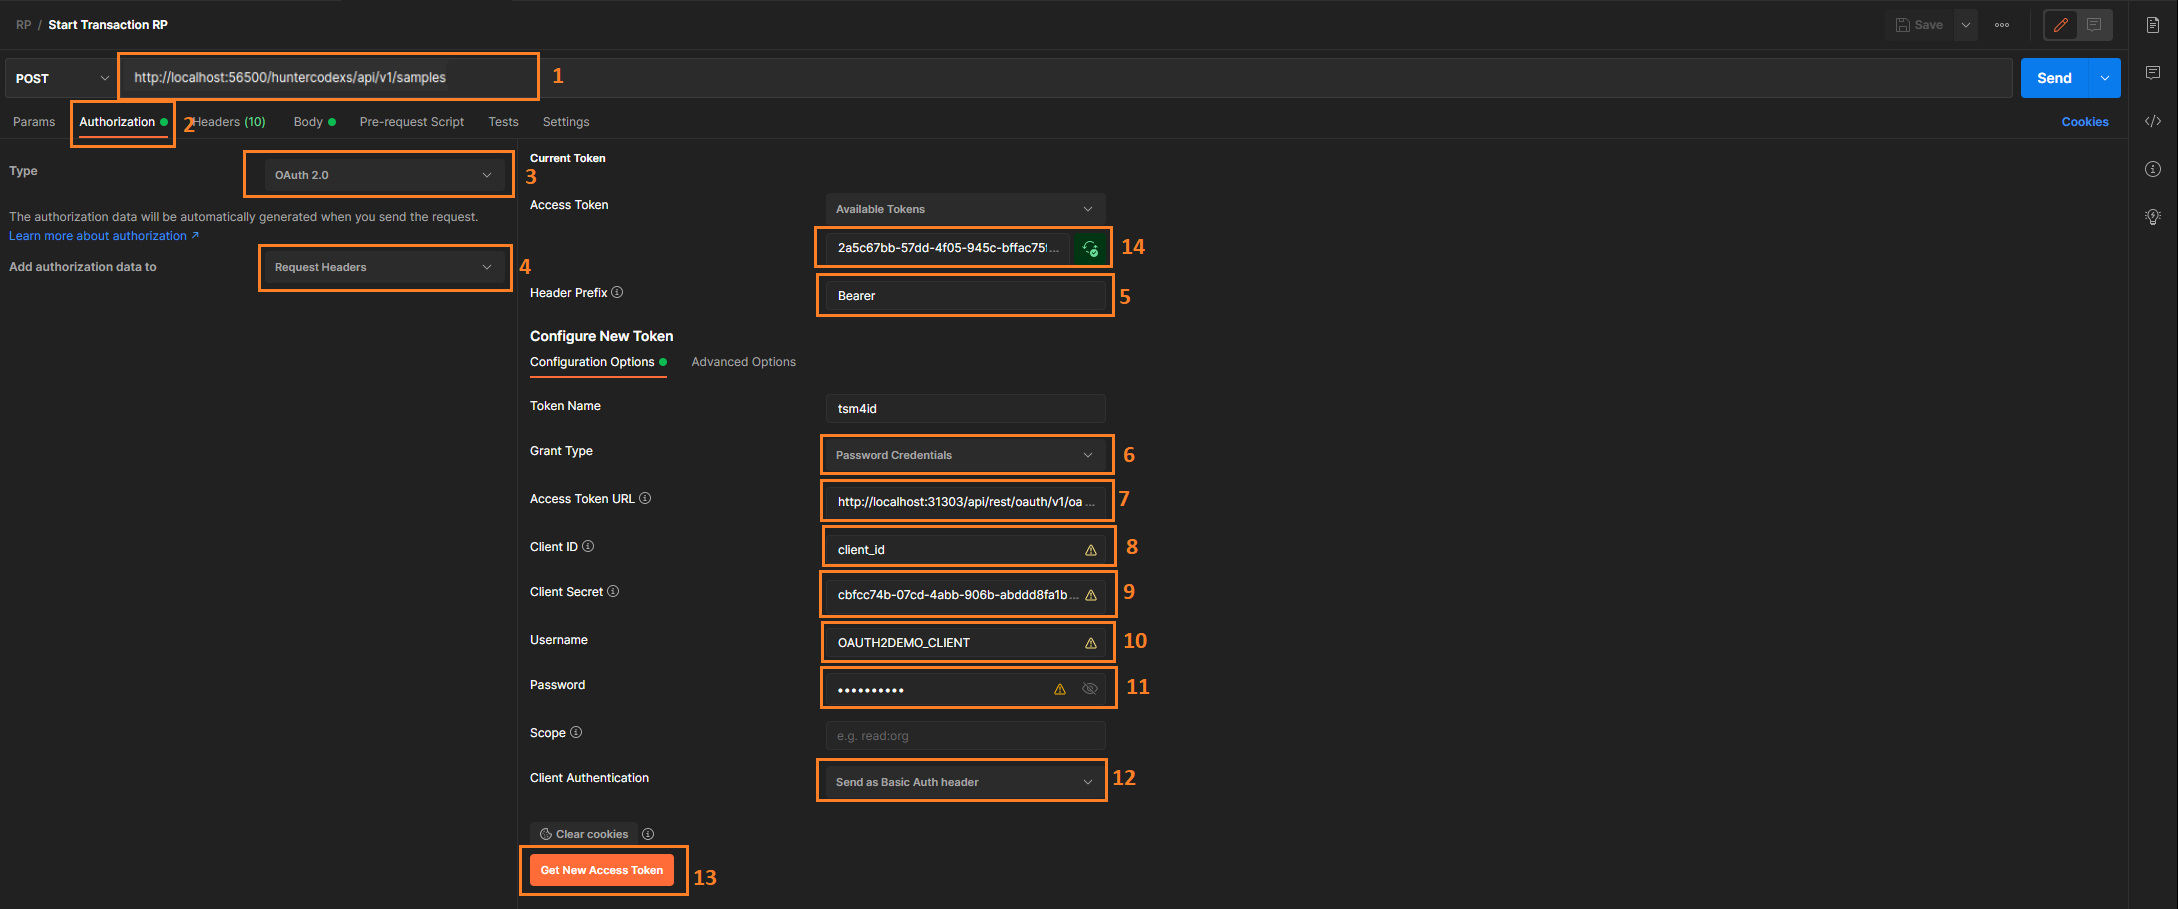 RP / Start Transaction RP
Save
POST
http://localhost:56500/huntercodexs/api/v1/samples
1
Send
Params
Authorization
2
Headers (10)
Body
Pre-request Script
Tests
Settings
Cookies
Type
OAuth 2.0
3
The authorization data will be automatically generated when you send the request.
Learn more about authorization ↗
Add authorization data to
Request Headers
4
Current Token
Access Token
Available Tokens
2a5c67bb-57dd-4f05-945c-bffac75f...
14
Header Prefix
Bearer
5
Configure New Token
Configuration Options
Advanced Options
Token Name
tsm4id
Grant Type
Password Credentials
6
Access Token URL
http://localhost:31303/api/rest/oauth/v1/oa ...
7
Client ID
client_id
8
Client Secret
cbfcc74b-07cd-4abb-906b-abddd8fa1b...
9
Username
OAUTH2DEMO_CLIENT
10
Password
••••••••••
11
Scope
e.g. read:org
Client Authentication
Send as Basic Auth header
12
Clear cookies
Get New Access Token
13